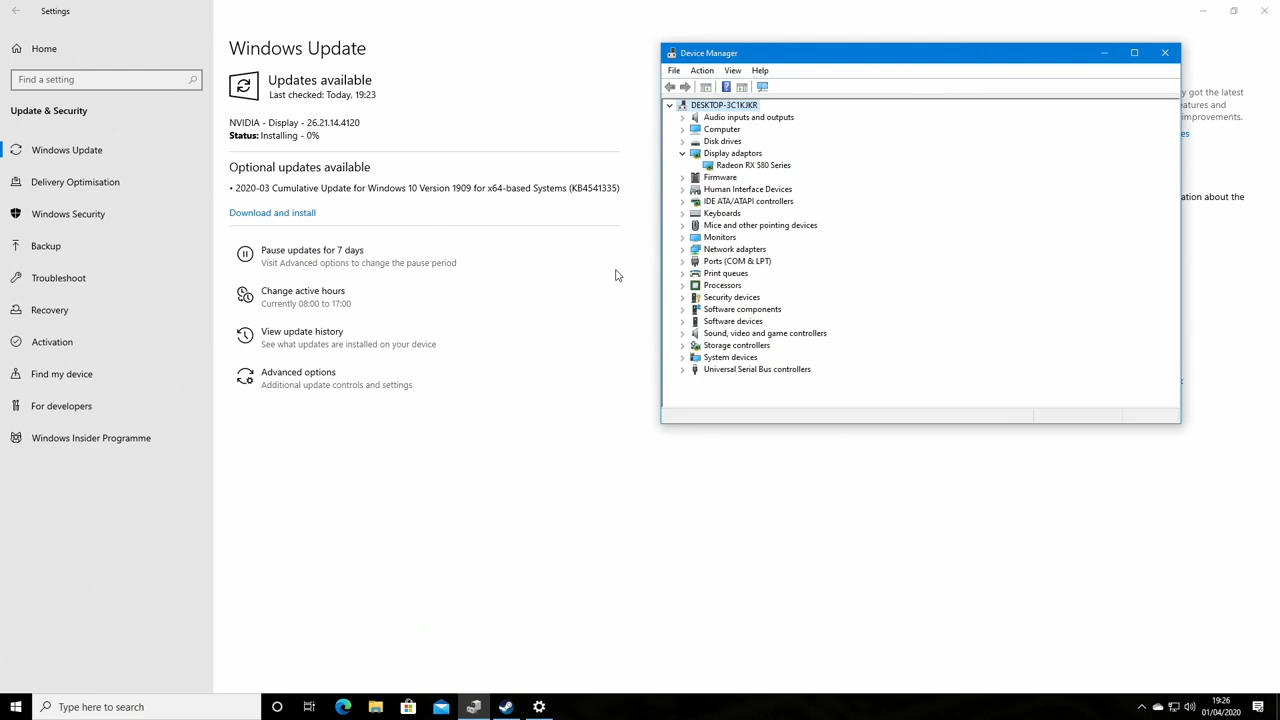 Settings
Home
Find a setting
Update & Security
Windows Update
Delivery Optimisation
Windows Security
Backup
Troubleshoot
Recovery
Activation
Find my device
For developers
Windows Insider Programme
Windows Update
Updates available
Last checked: Today, 19:23
NVIDIA - Display - 26.21.14.4120
Status: Installing - 0%
Optional updates available
• 2020-03 Cumulative Update for Windows 10 Version 1909 for x64-based Systems (KB4541335)
Download and install
Pause updates for 7 days
Visit Advanced options to change the pause period
Change active hours
Currently 08:00 to 17:00
View update history
See what updates are installed on your device
Advanced options
Additional update controls and settings
Device Manager
File Action View Help
DESKTOP-3C1KJKR
Audio inputs and outputs
Computer
Disk drives
Display adaptors
Radeon RX 580 Series
Firmware
Human Interface Devices
IDE ATA/ATAPI controllers
Keyboards
Mice and other pointing devices
Monitors
Network adapters
Ports (COM & LPT)
Print queues
Processors
Security devices
Software components
Software devices
Sound, video and game controllers
Storage controllers
System devices
Universal Serial Bus controllers
got the latest
improvements.
about the
Type here to search
19:26
01/04/2020